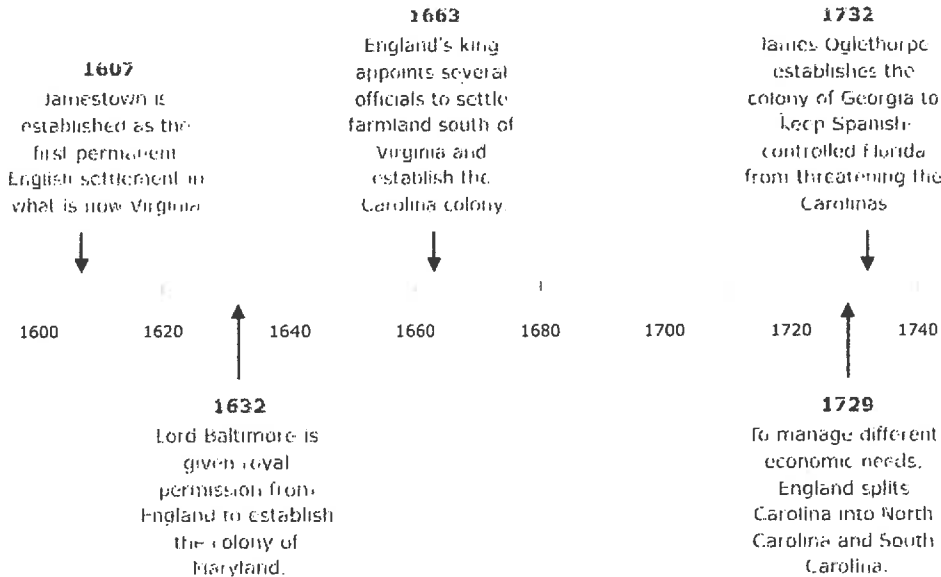 1607
Jamestown is
established as the
first permanent
English settlement in
what is now Virginia
1663
England's king
appoints several
officials to settle
farmland south of
Virginia and
establish the
Carolina colony.
1732
James Oglethorpe
establishes the
colony of Georgia to
keep Spanish-
controlled Florida
from threatening the
Carolinas
1600
1620
1640
1660
1680
1700
1720
1740
1632
Lord Baltimore is
given royal
permission from
England to establish
the colony of
Maryland.
1729
To manage different
economic needs,
England splits
Carolina into North
Carolina and South
Carolina.